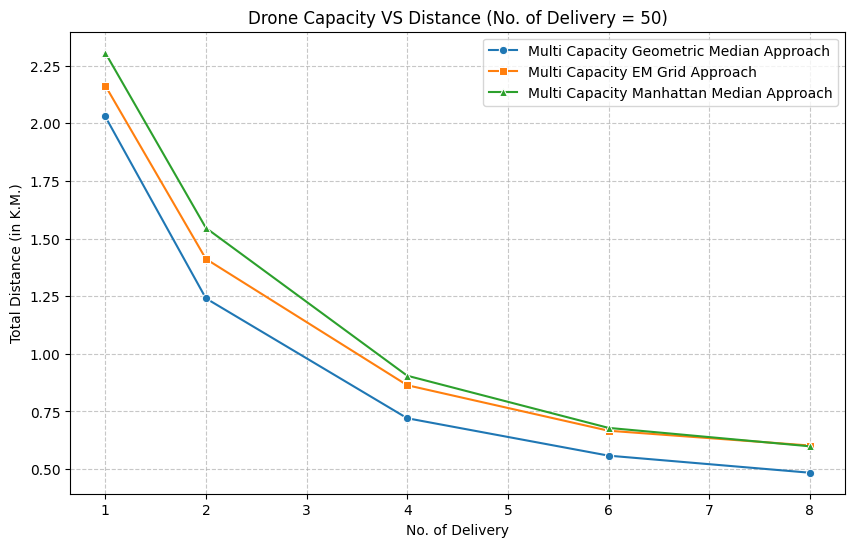 Drone Capacity VS Distance (No. of Delivery = 50)
Multi Capacity Geometric Median Approach
Multi Capacity EM Grid Approach
Multi Capacity Manhattan Median Approach
Total Distance (in K.M.)
2.25
2.00
1.75
1.50
1.25
1.00
0.75
0.50
1 2 3 4 5 6 7 8
No. of Delivery